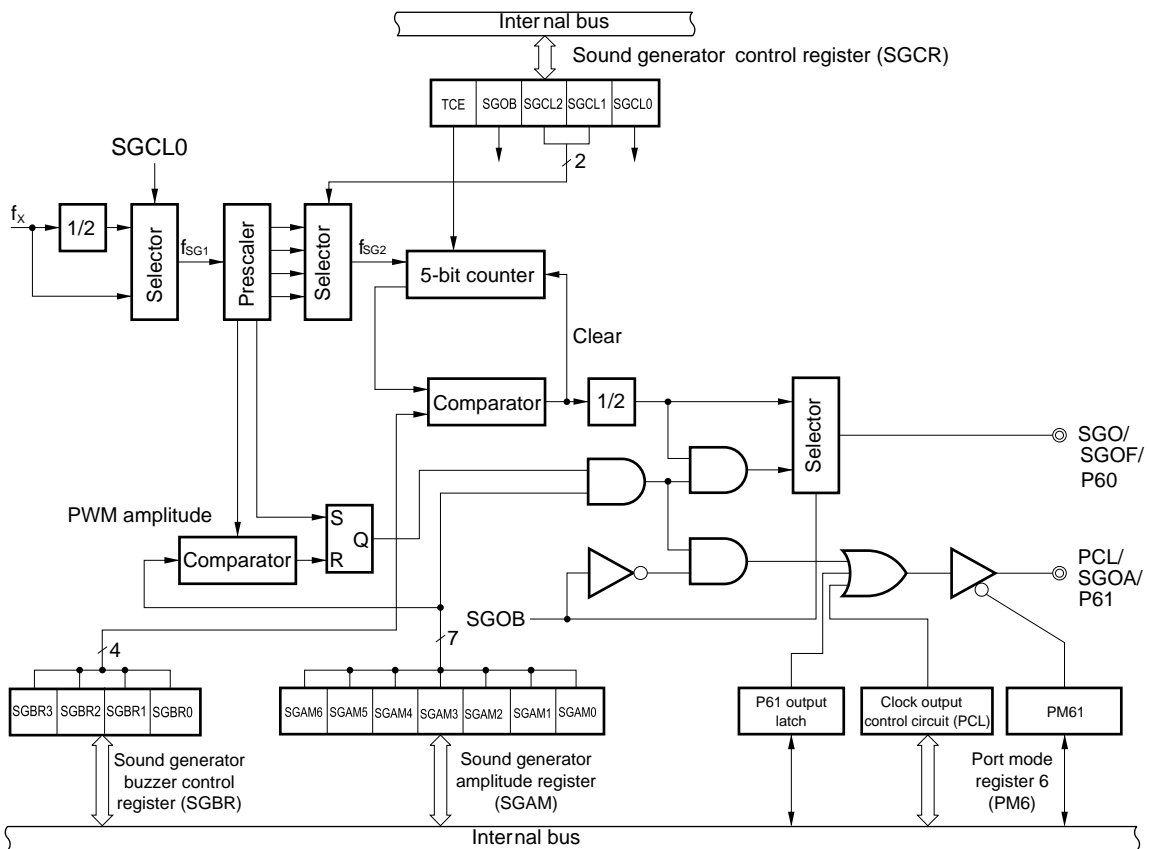 Internal bus
Sound generator control register (SGCR)
TCE SGOB SGCL2 SGCL1 SGCL0
2
SGCL0
fX
1/2
Selector
fSG1
Prescaler
Selector
fSG2
5-bit counter
Clear
Comparator
1/2
Selector
SGO/
SGOF/
P60
PWM amplitude
S
Q
R
Comparator
PCL/
SGOA/
P61
SGOB
4
7
SGBR3 SGBR2 SGBR1 SGBR0
SGAM6 SGAM5 SGAM4 SGAM3 SGAM2 SGAM1 SGAM0
P61 output
latch
Clock output
control circuit (PCL)
PM61
Sound generator
buzzer control
register (SGBR)
Sound generator
amplitude register
(SGAM)
Port mode
register 6
(PM6)
Internal bus